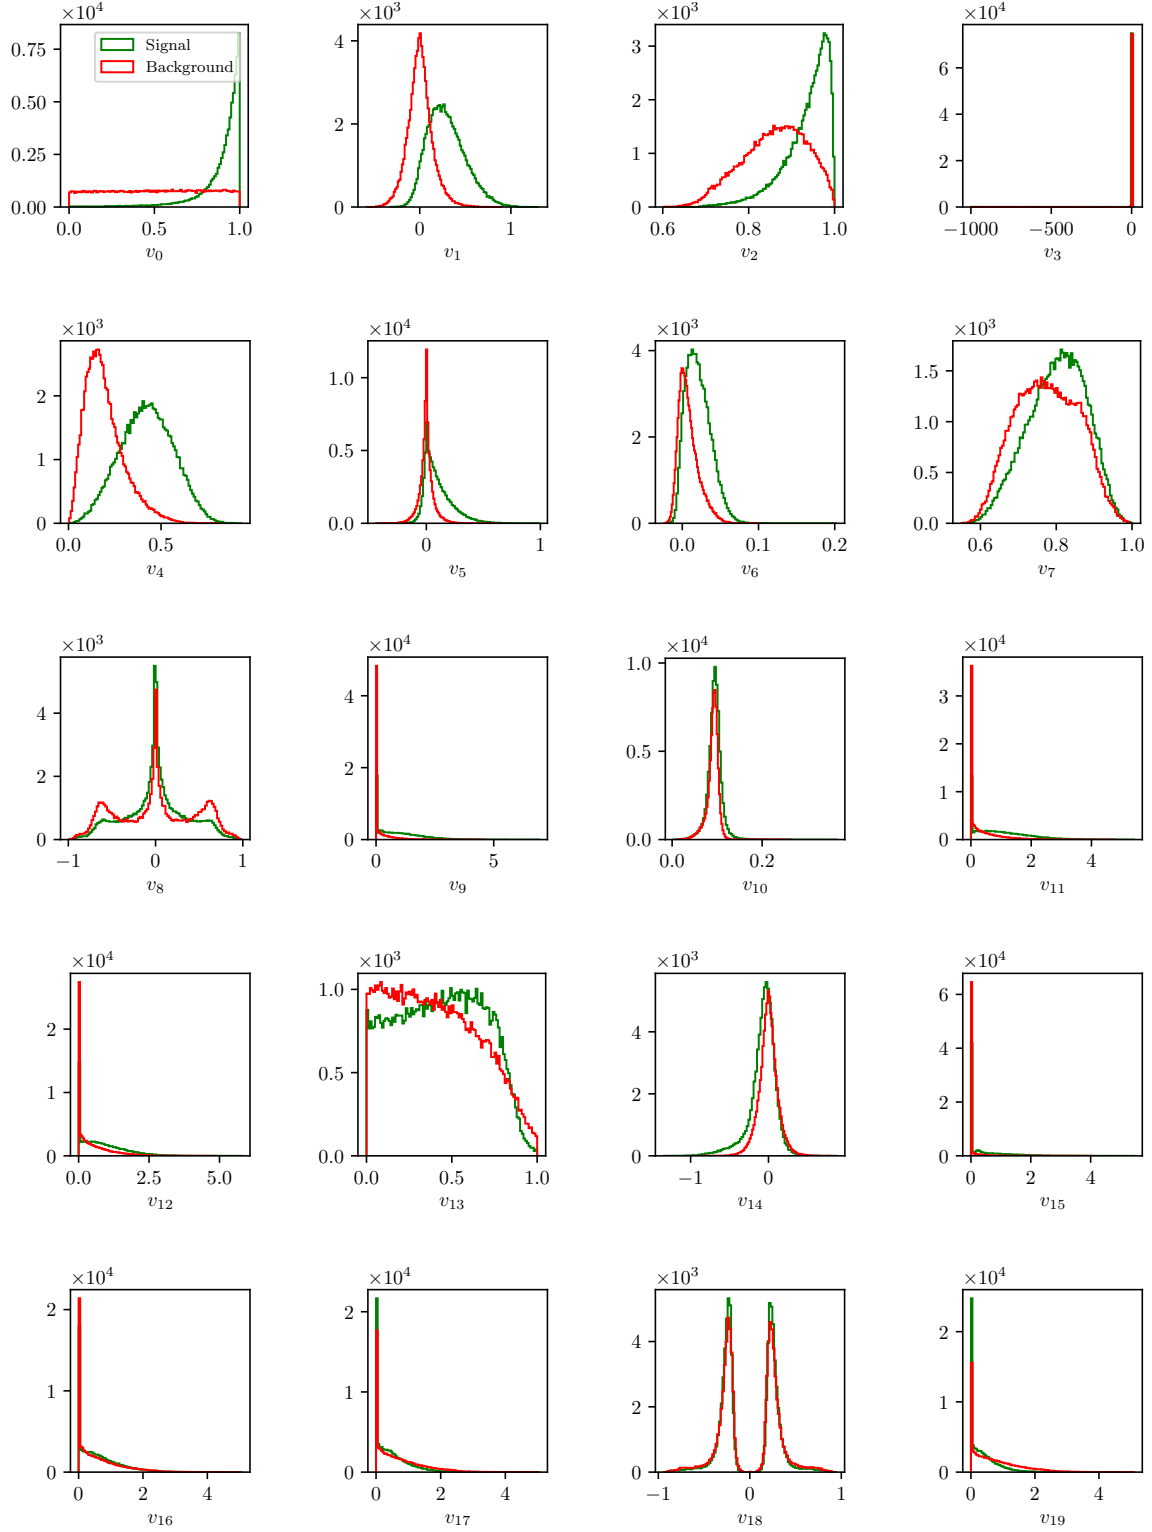 ×10⁴ ×10³ ×10³ ×10⁴
Signal
Background
0.75
0.50
0.25
0.00
0.0 0.5 1.0
v₀
4
2
0
0 1
v₁
3
2
1
0
0.6 0.8 1.0
v₂
6
4
2
0
−1000 −500 0
v₃
×10³ ×10⁴ ×10³ ×10³
2
1
0
0.0 0.5
v₄
1.0
0.5
0.0
0 1
v₅
4
2
0
0.0 0.1 0.2
v₆
1.5
1.0
0.5
0.0
0.6 0.8 1.0
v₇
×10³ ×10⁴ ×10⁴ ×10⁴
4
2
0
−1 0 1
v₈
4
2
0
0 5
v₉
1.0
0.5
0.0
0.0 0.2
v₁₀
3
2
1
0
0 2 4
v₁₁
×10⁴ ×10³ ×10³ ×10⁴
2
1
0
0.0 2.5 5.0
v₁₂
1.0
0.5
0.0
0.0 0.5 1.0
v₁₃
4
2
0
−1 0
v₁₄
6
4
2
0
0 2 4
v₁₅
×10⁴ ×10⁴ ×10³ ×10⁴
2
1
0
0 2 4
v₁₆
2
1
0
0 2 4
v₁₇
4
2
0
−1 0 1
v₁₈
2
1
0
0 2 4
v₁₉